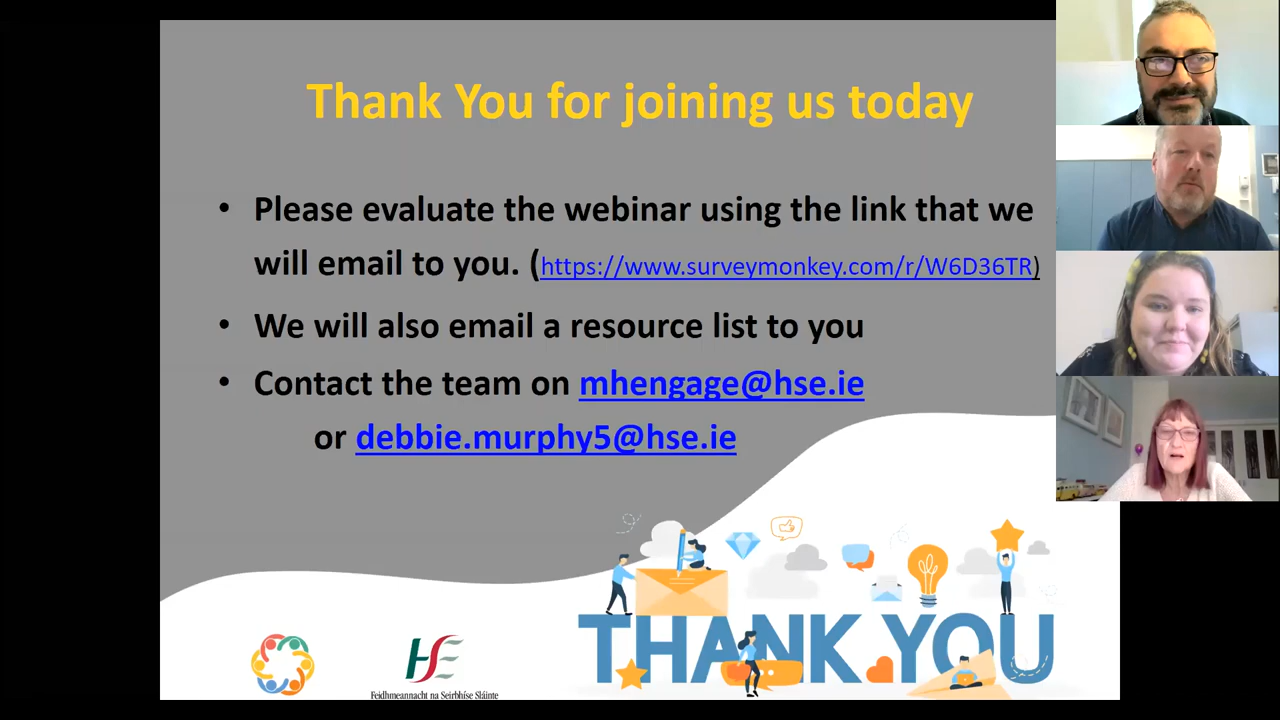 Thank You for joining us today
• Please evaluate the webinar using the link that we
will email to you. (https://www.surveymonkey.com/r/W6D36TR)
• We will also email a resource list to you
• Contact the team on mhengage@hse.ie
or debbie.murphy5@hse.ie
THANK YOU
HSE
Feidhmeannacht na Seirbhíse Sláinte